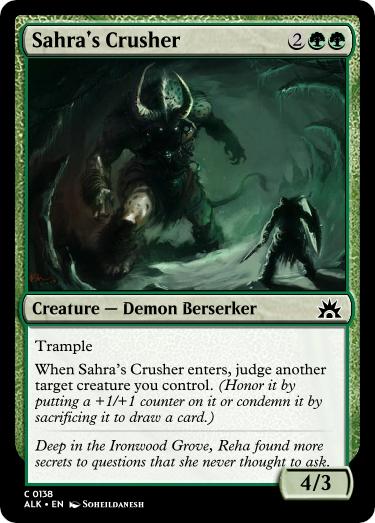 Sahra's Crusher 2
Creature — Demon Berserker
Trample
When Sahra's Crusher enters, judge another
target creature you control. (Honor it by
putting a +1/+1 counter on it or condemn it by
sacrificing it to draw a card.)
Deep in the Ironwood Grove, Reha found more
secrets to questions that she never thought to ask.
4/3
C 0138
ALK • EN Soheildanesh